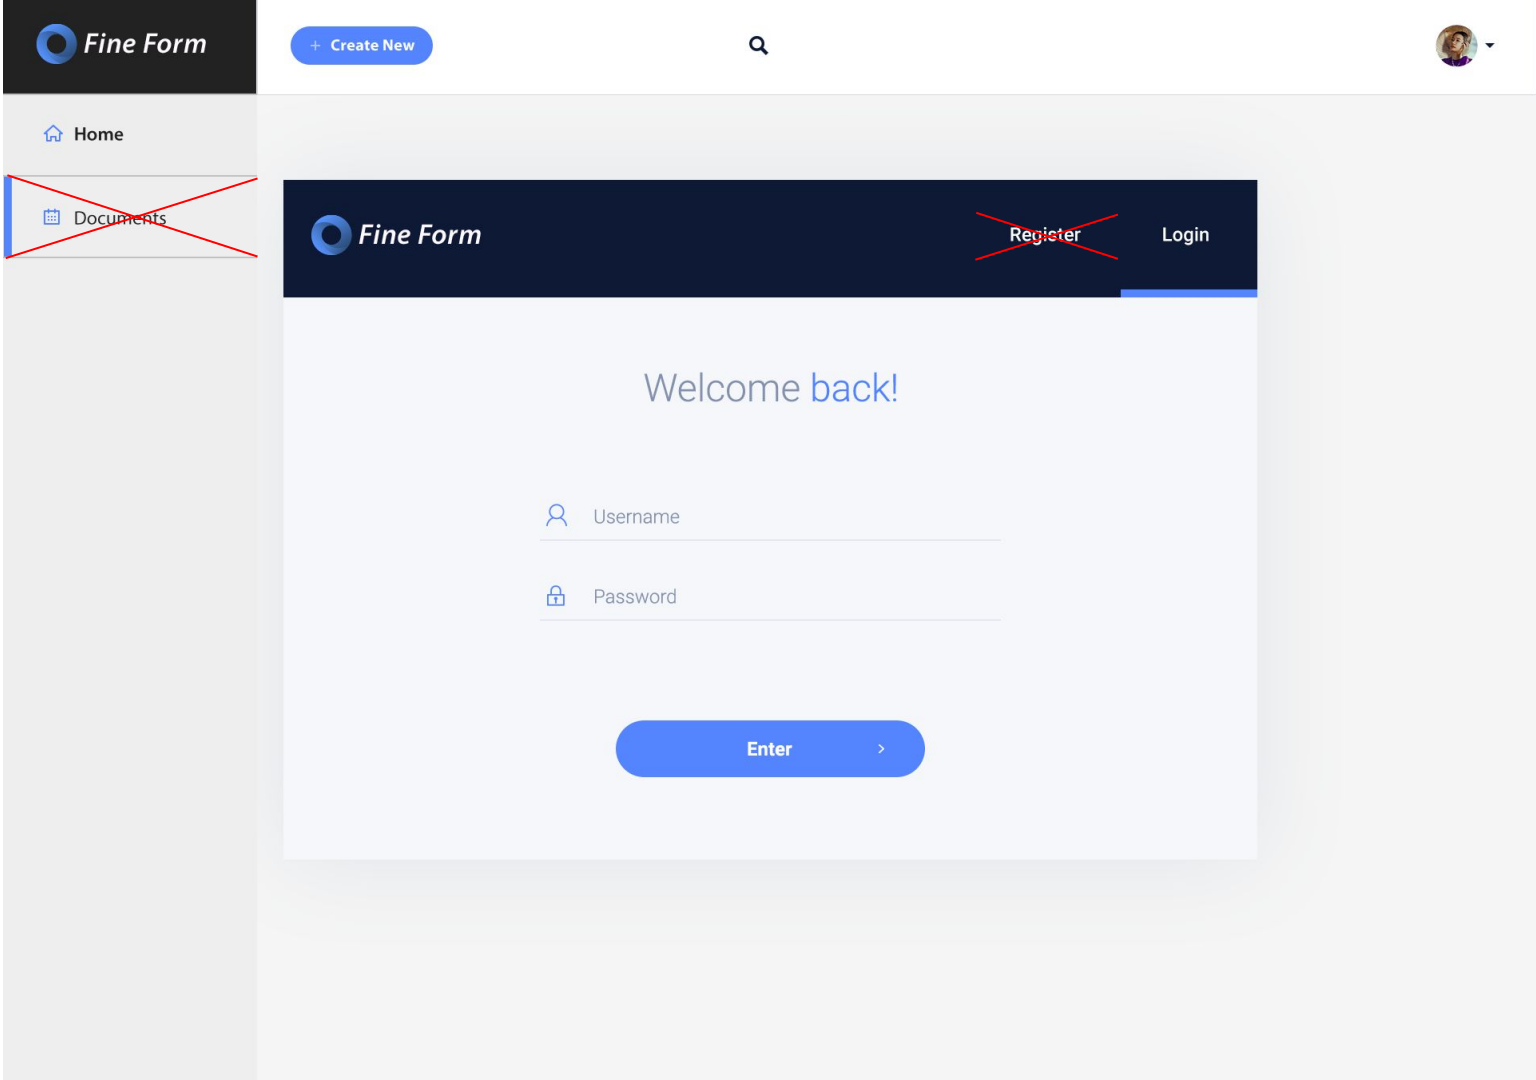 Fine Form
+ Create New
Home
Documents
Fine Form
Register
Login
Welcome back!
Username
Password
Enter